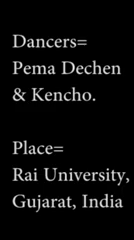 Dancers=
Pema Dechen
& Kencho.
Place=
Rai University,
Gujarat, India